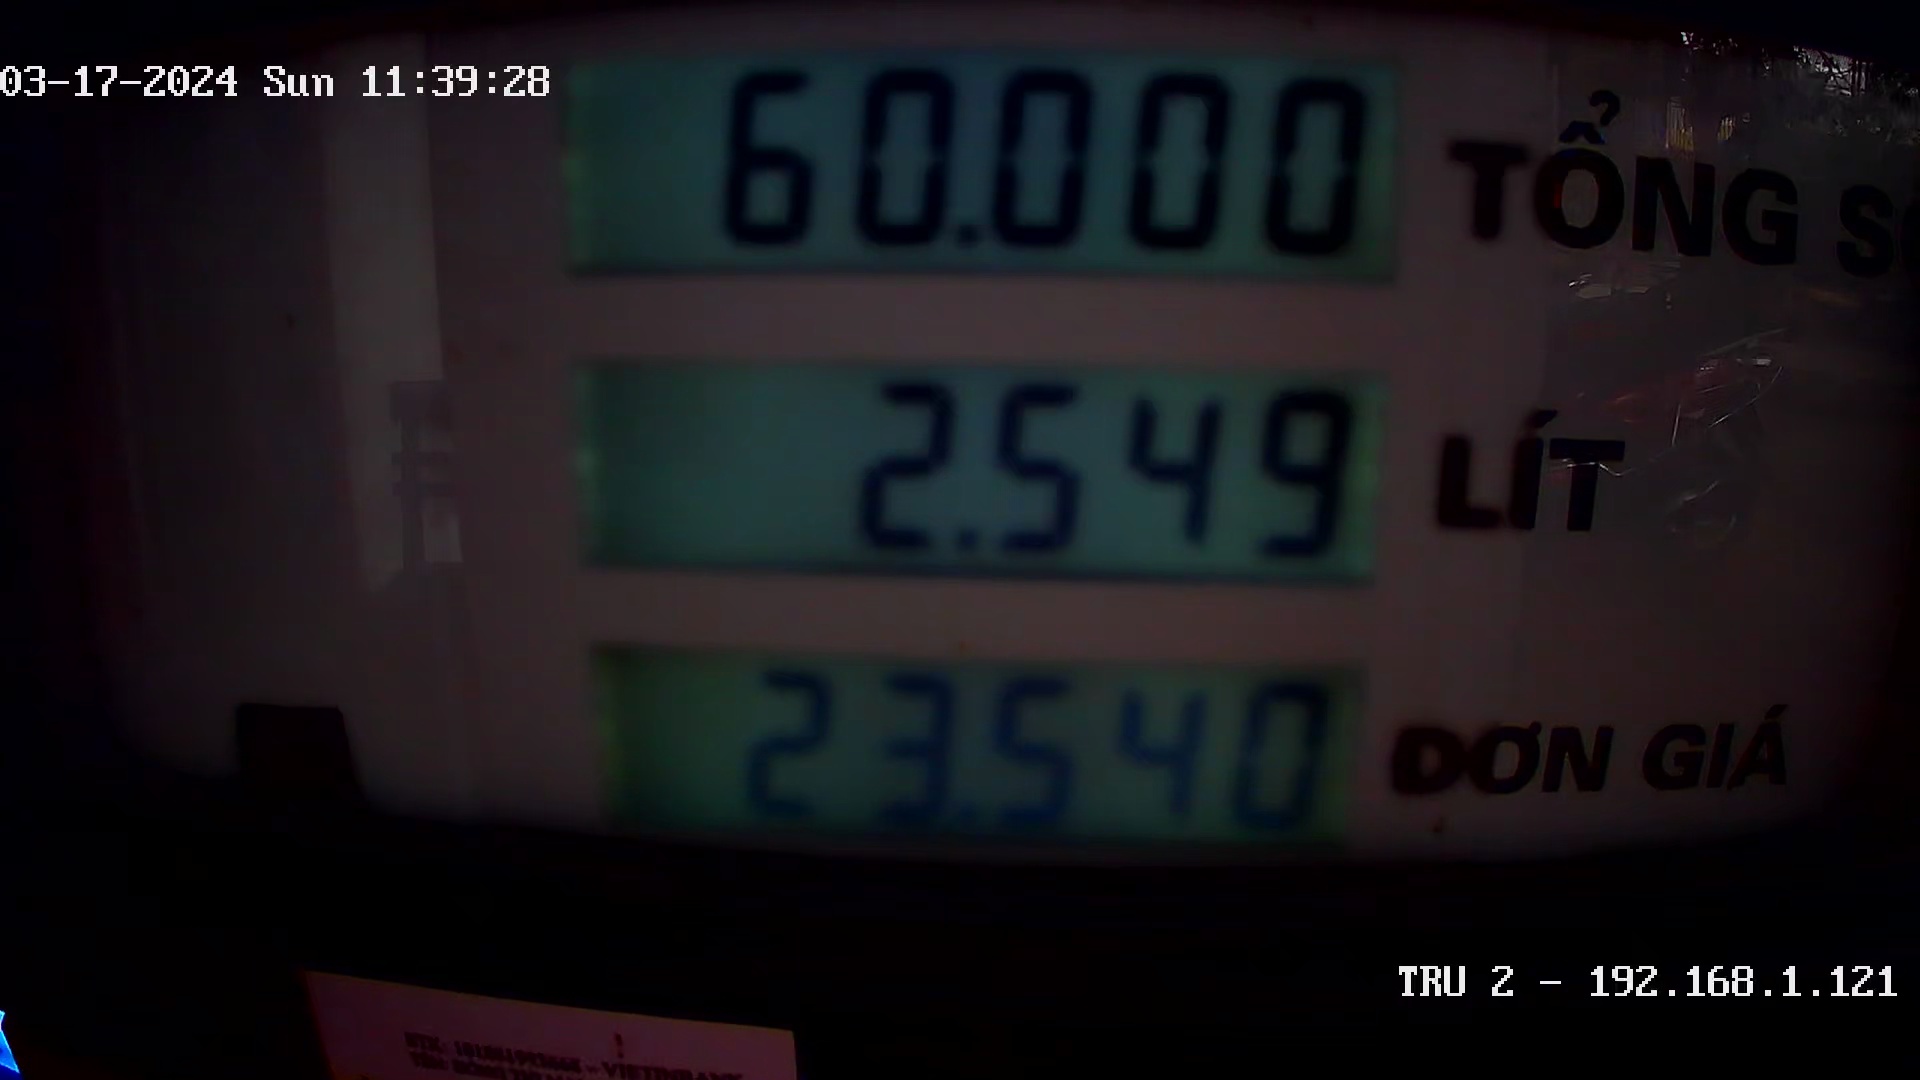 03-17-2024 Sun 11:39:28
60.000 TỔNG S
2.549 LÍT
23.540 ĐƠN GIÁ
TRU 2 - 192.168.1.121
VIETINBANK